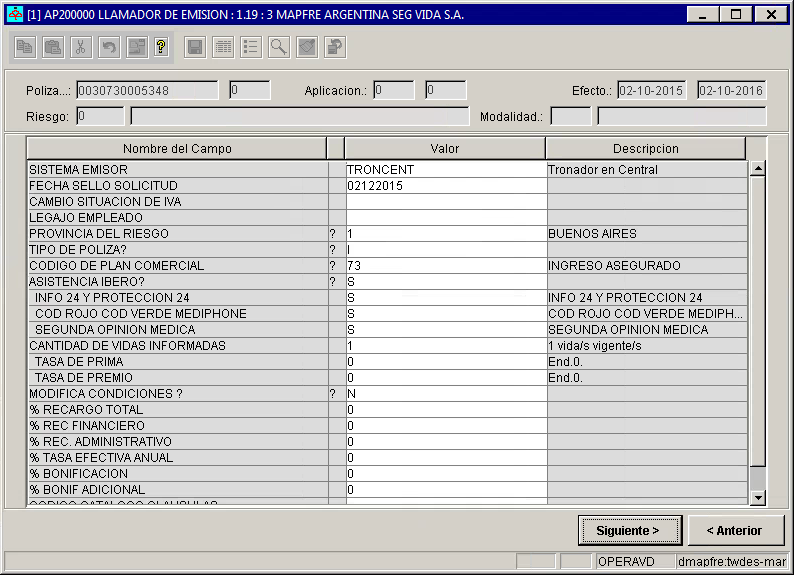 [1] AP200000 LLAMADOR DE EMISION : 1.19 : 3 MAPFRE ARGENTINA SEG VIDA S.A.
Poliza...: 0030730005348 0 Aplicacion.: 0 0 Efecto.: 02-10-2015 02-10-2016
Riesgo: 0 Modalidad.:
Nombre del Campo Valor Descripcion
SISTEMA EMISOR TRONCENT Tronador en Central
FECHA SELLO SOLICITUD 02122015
CAMBIO SITUACION DE IVA
LEGAJO EMPLEADO
PROVINCIA DEL RIESGO ? 1 BUENOS AIRES
TIPO DE POLIZA? ? I
CODIGO DE PLAN COMERCIAL ? 73 INGRESO ASEGURADO
ASISTENCIA IBERO? ? S
INFO 24 Y PROTECCION 24 S INFO 24 Y PROTECCION 24
COD ROJO COD VERDE MEDIPHONE S COD ROJO COD VERDE MEDIPH...
SEGUNDA OPINION MEDICA S SEGUNDA OPINION MEDICA
CANTIDAD DE VIDAS INFORMADAS 1 1 vida/s vigente/s
TASA DE PRIMA 0 End.0.
TASA DE PREMIO 0 End.0.
MODIFICA CONDICIONES ? ? N
% RECARGO TOTAL 0
% REC FINANCIERO 0
% REC. ADMINISTRATIVO 0
% TASA EFECTIVA ANUAL 0
% BONIFICACION 0
% BONIF ADICIONAL 0
CODIGO CATALOGO CLAUSULAS
Siguiente > < Anterior
OPERAVD dmapfre:twdes-mar